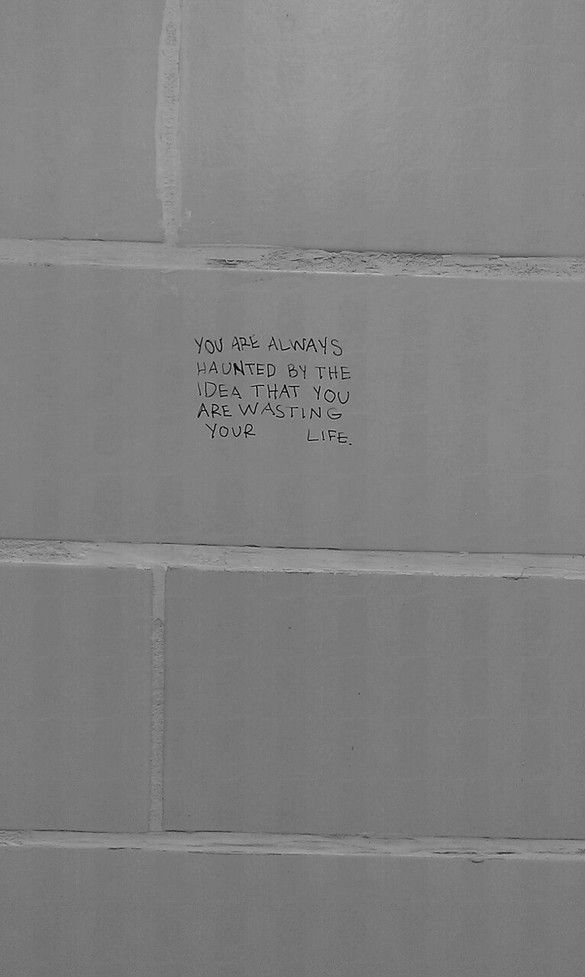 YOU ARE ALWAYS
HAUNTED BY THE
IDEA THAT YOU
ARE WASTING
YOUR LIFE.